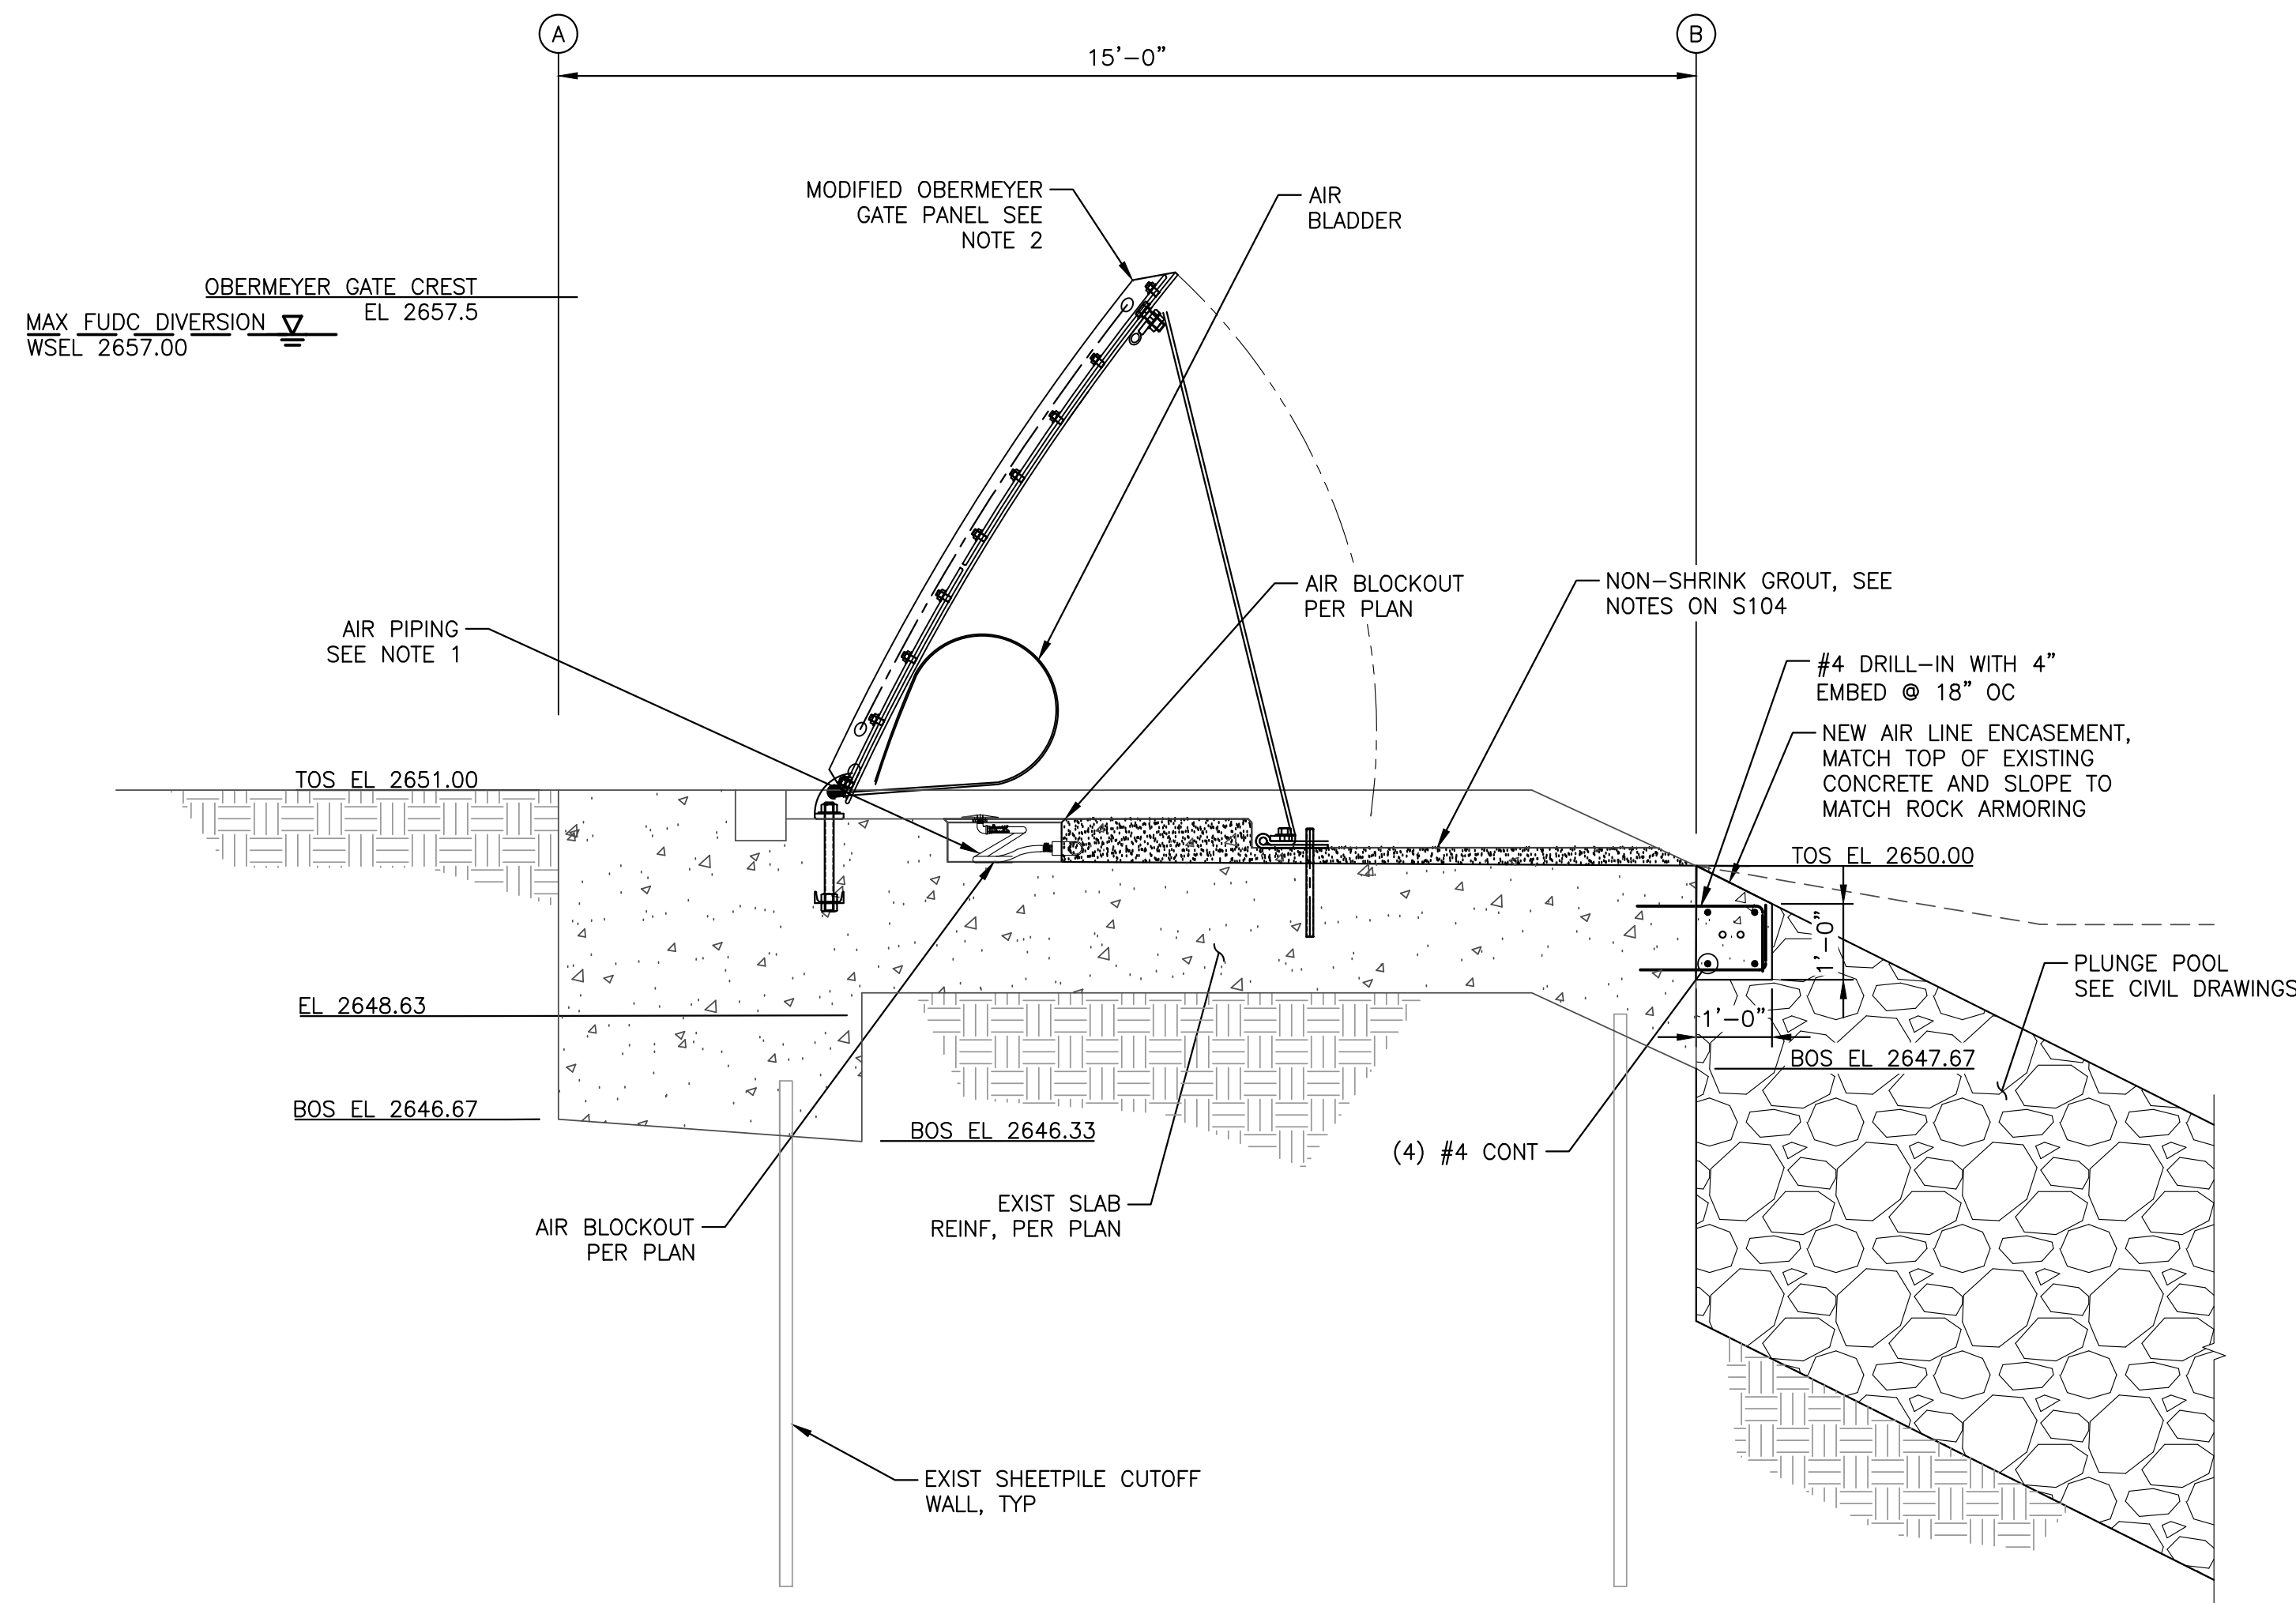 A
B
15'-0"
MODIFIED OBERMEYER
GATE PANEL SEE
NOTE 2
AIR
BLADDER
OBERMEYER GATE CREST
EL 2657.5
MAX FUDC DIVERSION
WSEL 2657.00
AIR BLOCKOUT
PER PLAN
NON-SHRINK GROUT, SEE
NOTES ON S104
AIR PIPING
SEE NOTE 1
#4 DRILL-IN WITH 4"
EMBED @ 18" OC
NEW AIR LINE ENCASEMENT,
MATCH TOP OF EXISTING
CONCRETE AND SLOPE TO
MATCH ROCK ARMORING
TOS EL 2651.00
TOS EL 2650.00
1'-0"
PLUNGE POOL
SEE CIVIL DRAWINGS
EL 2648.63
1'-0"
BOS EL 2647.67
BOS EL 2646.67
BOS EL 2646.33
(4) #4 CONT
EXIST SLAB
REINF, PER PLAN
AIR BLOCKOUT
PER PLAN
EXIST SHEETPILE CUTOFF
WALL, TYP